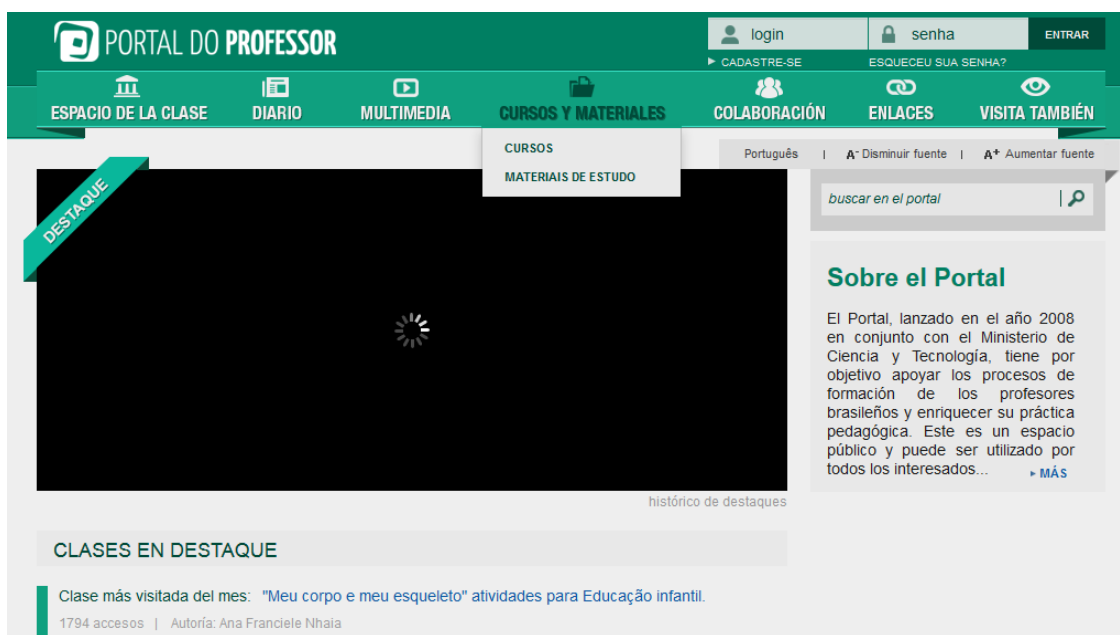 PORTAL DO PROFESSOR
login
senha
ENTRAR
CADASTRE-SE
ESQUECEU SUA SENHA?
ESPACIO DE LA CLASE
DIARIO
MULTIMEDIA
CURSOS Y MATERIALES
COLABORACIÓN
ENLACES
VISITA TAMBIÉN
CURSOS
MATERIAIS DE ESTUDO
Português | A- Disminuir fuente | A+ Aumentar fuente
DESTAQUE
buscar en el portal
Sobre el Portal
El Portal, lanzado en el año 2008
en conjunto con el Ministerio de
Ciencia y Tecnología, tiene por
objetivo apoyar los procesos de
formación de los profesores
brasileños y enriquecer su práctica
pedagógica. Este es un espacio
público y puede ser utilizado por
todos los interesados...
MÁS
histórico de destaques
CLASES EN DESTAQUE
Clase más visitada del mes: "Meu corpo e meu esqueleto" atividades para Educação infantil.
1794 accesos | Autoría: Ana Franciele Nhaia